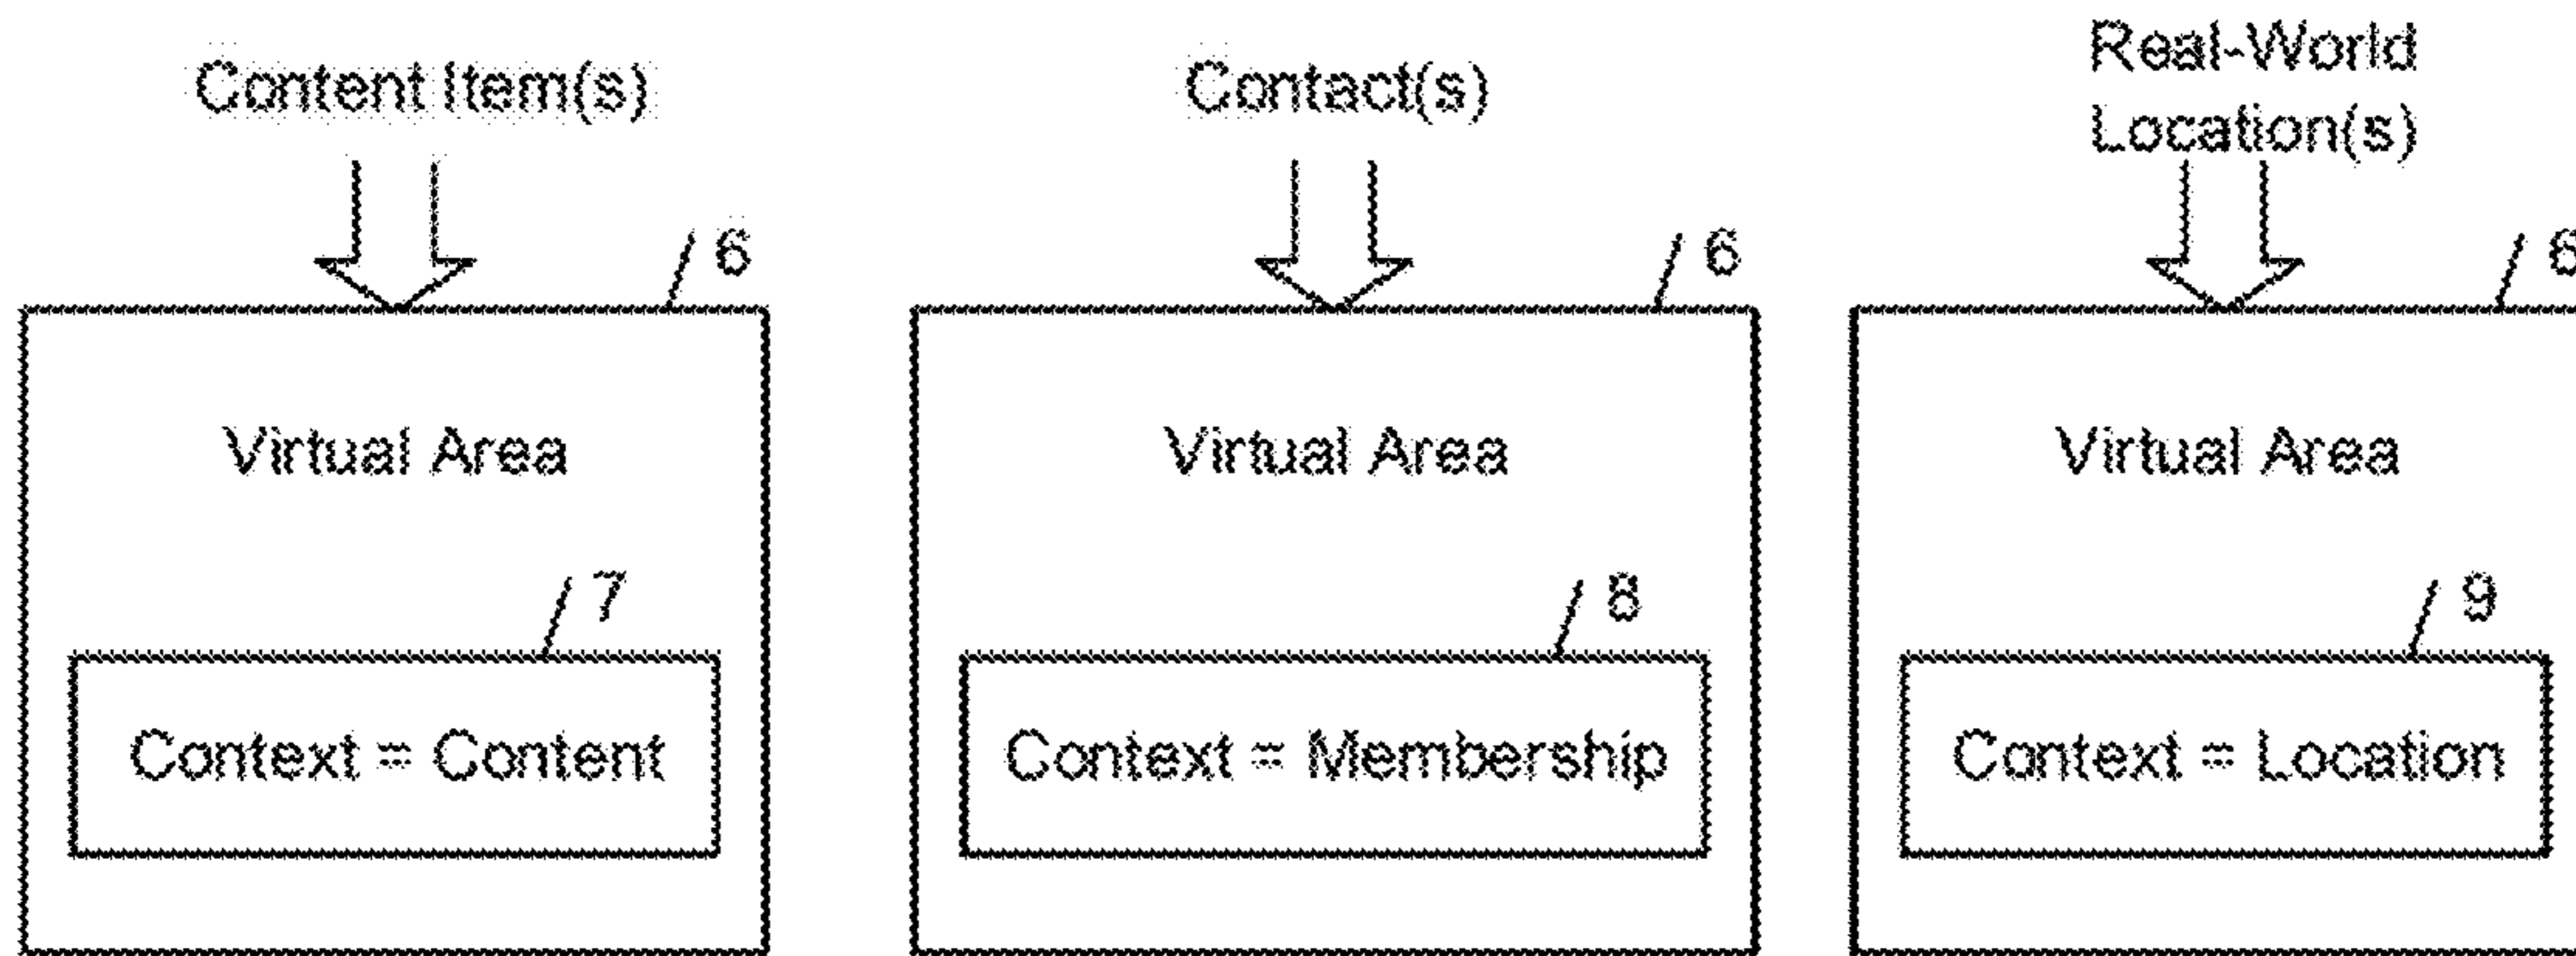 Content Item(s)
Contact(s)
Real-World
Location(s)
6
6
6
Virtual Area
Virtual Area
Virtual Area
7
8
9
Context = Content
Context = Membership
Context = Location